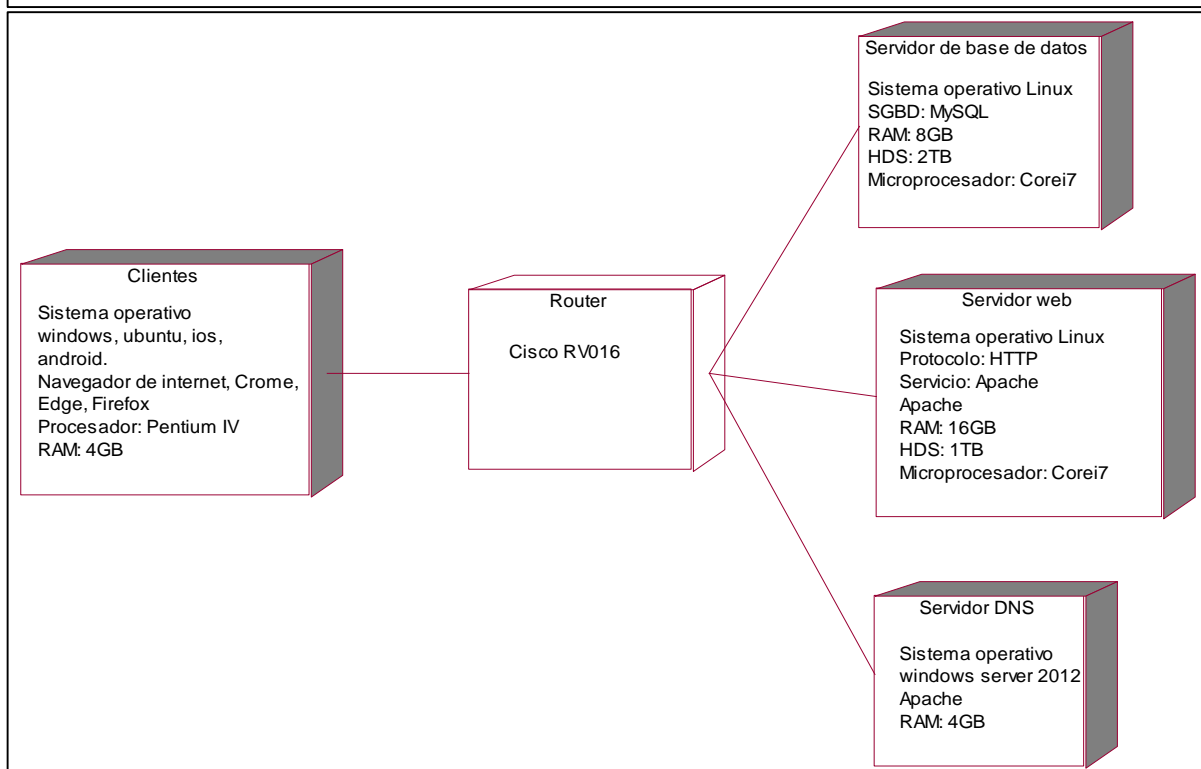 Servidor de base de datos
Sistema operativo Linux
SGBD: MySQL
RAM: 8GB
HDS: 2TB
Microprocesador: Corei7
Clientes
Sistema operativo
windows, ubuntu, ios,
android.
Navegador de internet, Crome,
Edge, Firefox
Procesador: Pentium IV
RAM: 4GB
Router
Cisco RV016
Servidor web
Sistema operativo Linux
Protocolo: HTTP
Servicio: Apache
Apache
RAM: 16GB
HDS: 1TB
Microprocesador: Corei7
Servidor DNS
Sistema operativo
windows server 2012
Apache
RAM: 4GB